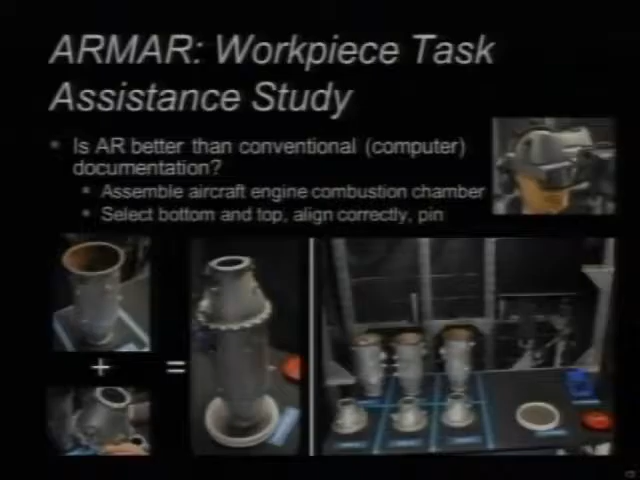 ARMAR: Workpiece Task
Assistance Study
Is AR better than conventional (computer)
documentation?
Assemble aircraft engine combustion chamber
Select bottom and top, align correctly, pin
+
=